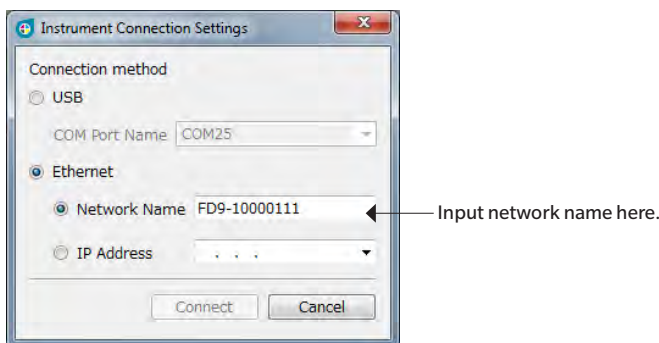 Instrument Connection Settings
Connection method
USB
COM Port Name COM25
Ethernet
Network Name FD9-10000111
Input network name here.
IP Address . . .
Connect Cancel